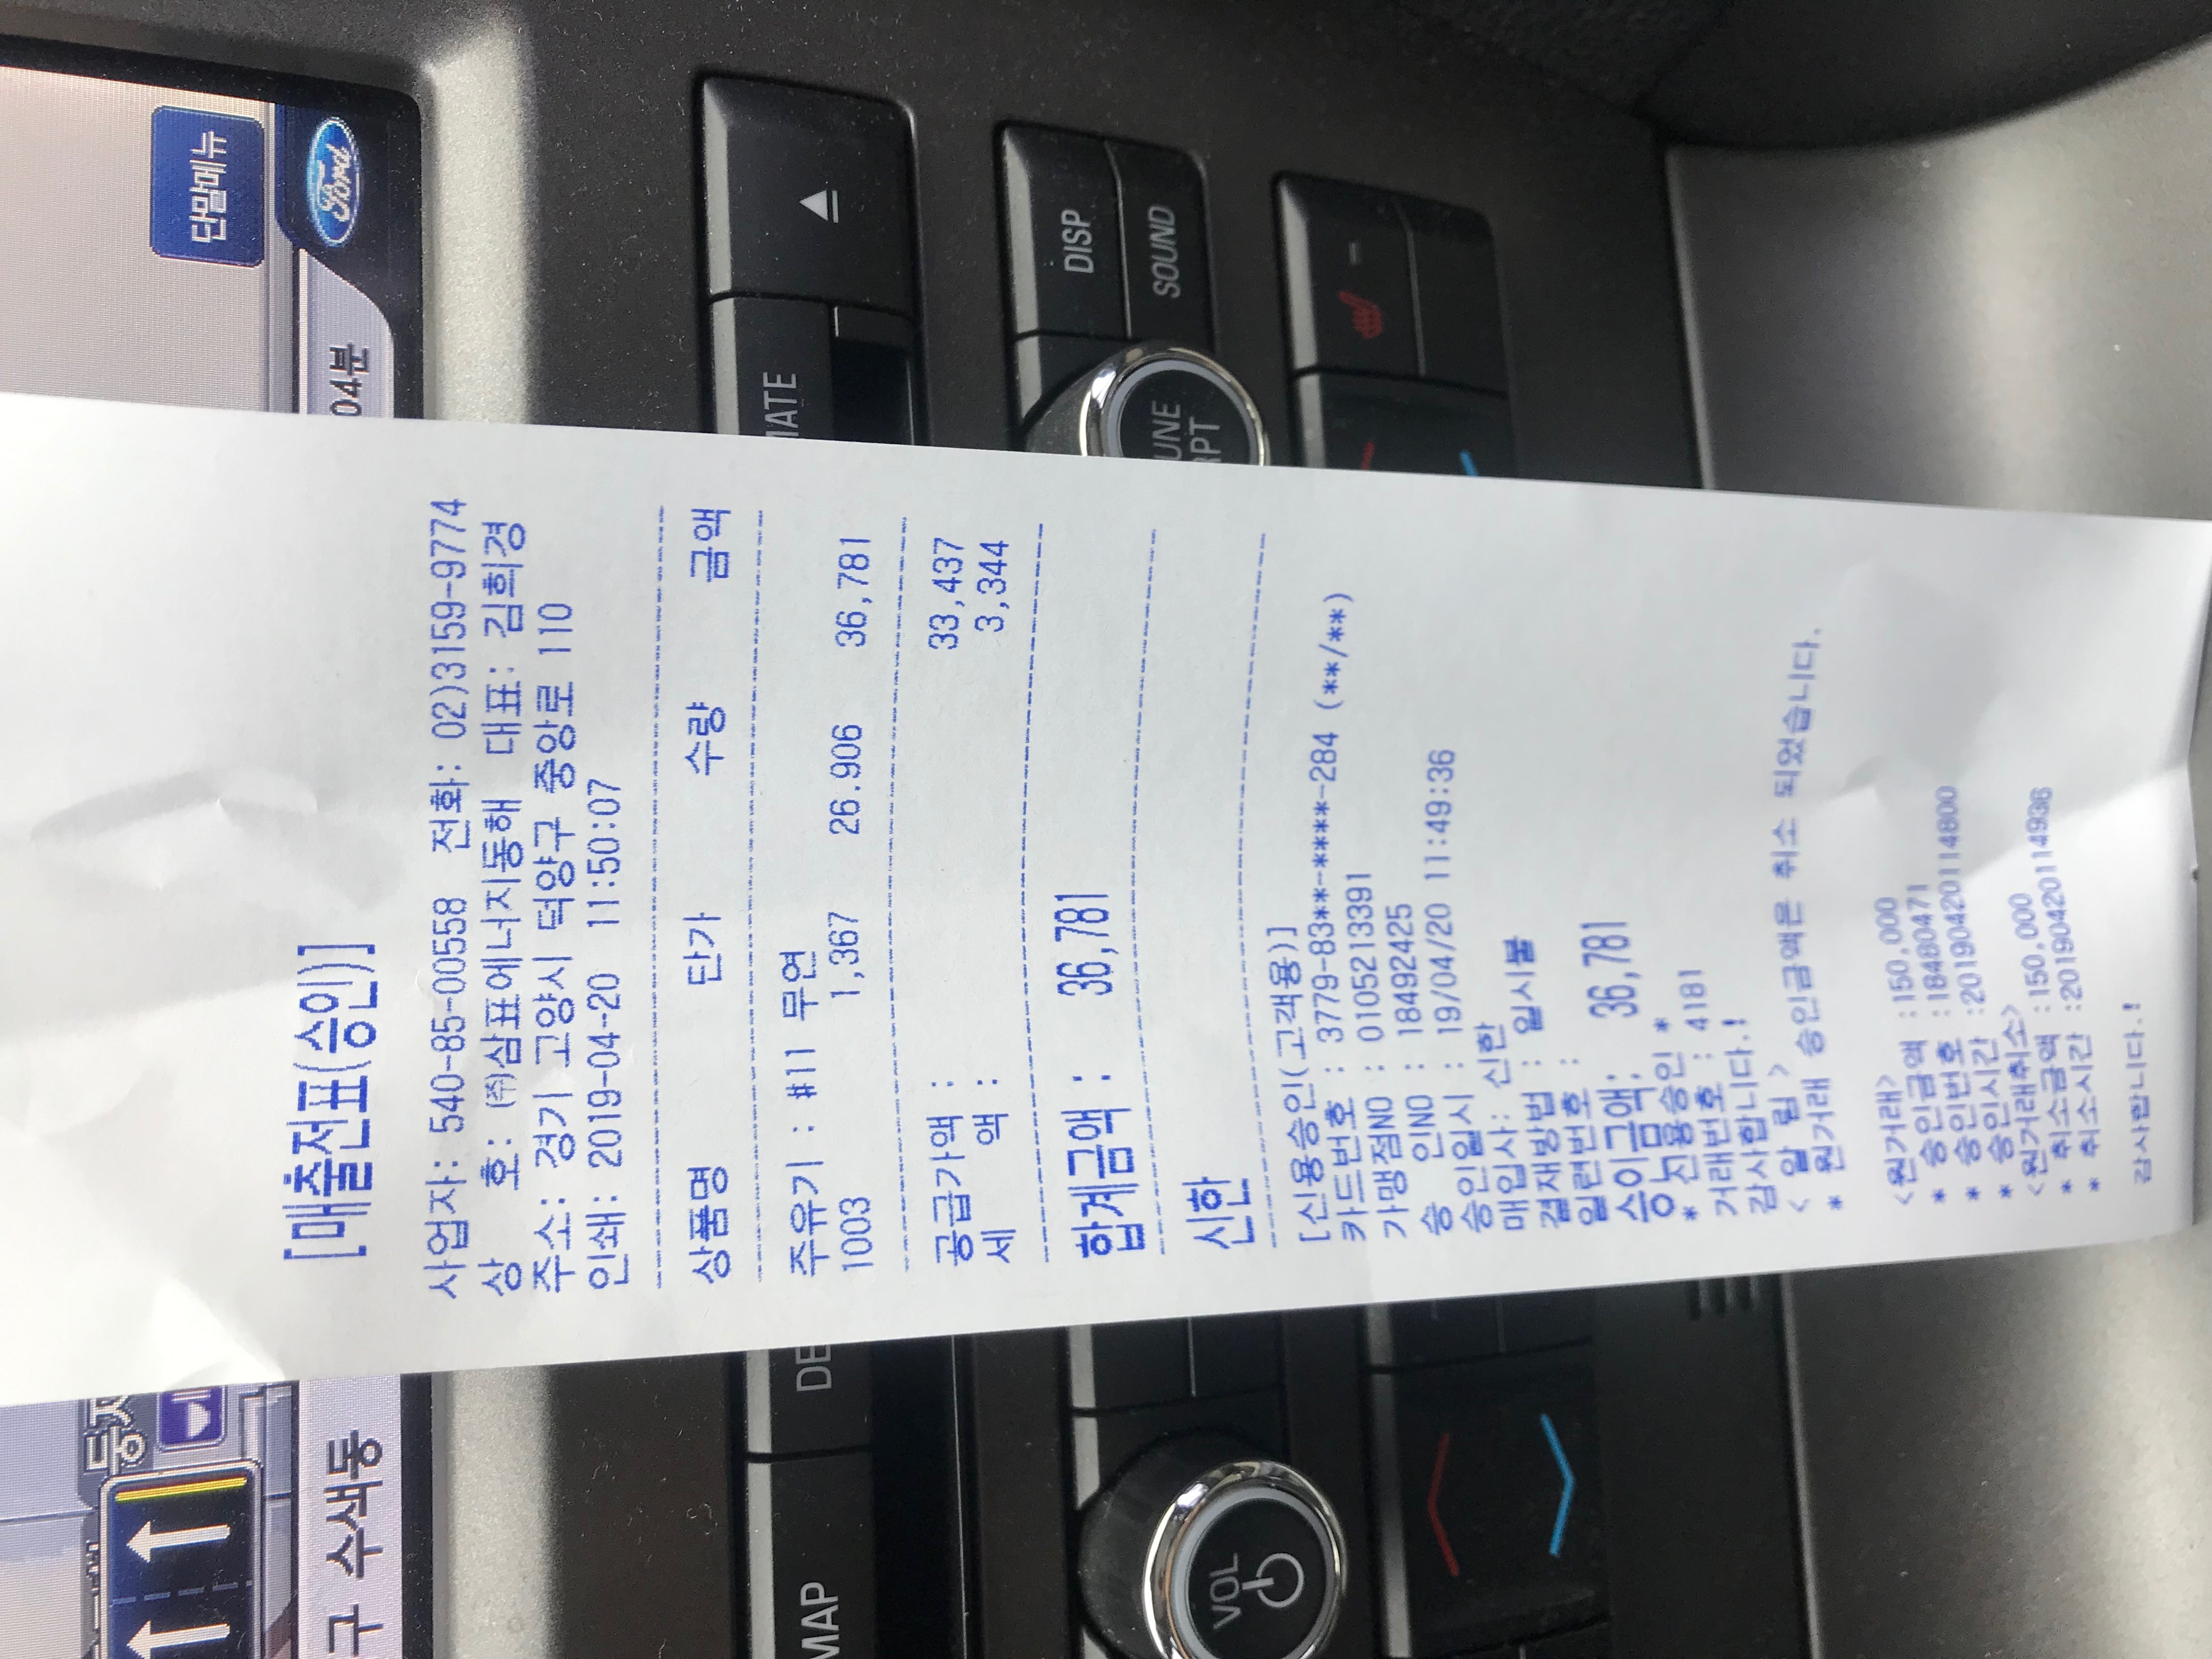 단말메뉴
구 수색동
04분
Ford
[매출전표(승인)]
사업자: 540-85-00558 전화: 02)3159-9774
상 호: ㈜삼표에너지동해 대표: 김희경
주소: 경기 고양시 덕양구 중앙로 110
인쇄: 2019-04-20 11:50:07
상품명 단가 수량 금액
주유기 : #11 무연
1003 1,367 26.906 36,781
공급가액 : 33,437
세 액 : 3,344
합계금액 : 36,781
신한
[신용승인(고객용)]
카드번호 : 3779-83**-****-284 (**/**)
가맹점NO : 0105213391
승 인NO : 18492425
승인일시 : 19/04/20 11:49:36
매입사: 신한
결재방법 : 일시불
일련번호 :
승인금액: 36,781
* 신용승인 *
거래번호 : 4181
감사합니다.!
< 알 림 >
* 원거래 승인금액은 취소 되었습니다.
<원거래>
* 승인금액 :150,000
* 승인번호 :18480471
* 승인시간 :20190420114800
<원거래취소>
* 취소금액 :150,000
* 취소시간 :20190420114936
감사합니다.!
MAP
DE
VOL
DISP
SOUND